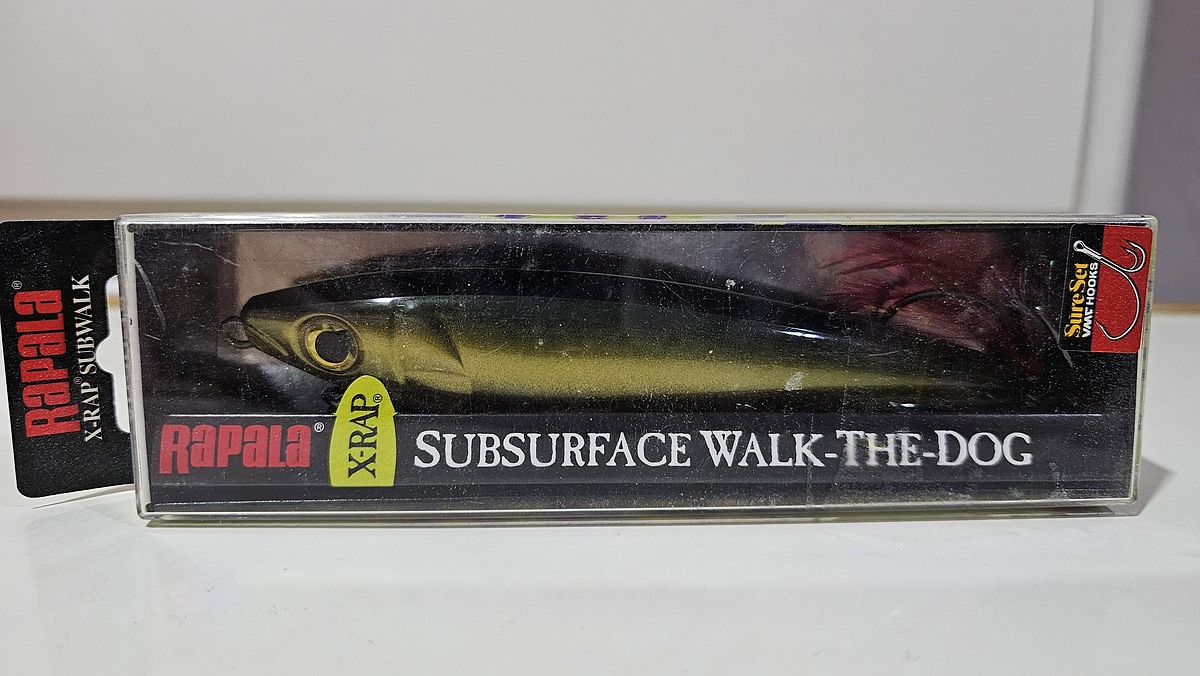 RAPALA®
X-RAP® SUBWALK
RAPALA®
X-RAP®
SUBSURFACE WALK-THE-DOG
SureSet
VMC HOOKS